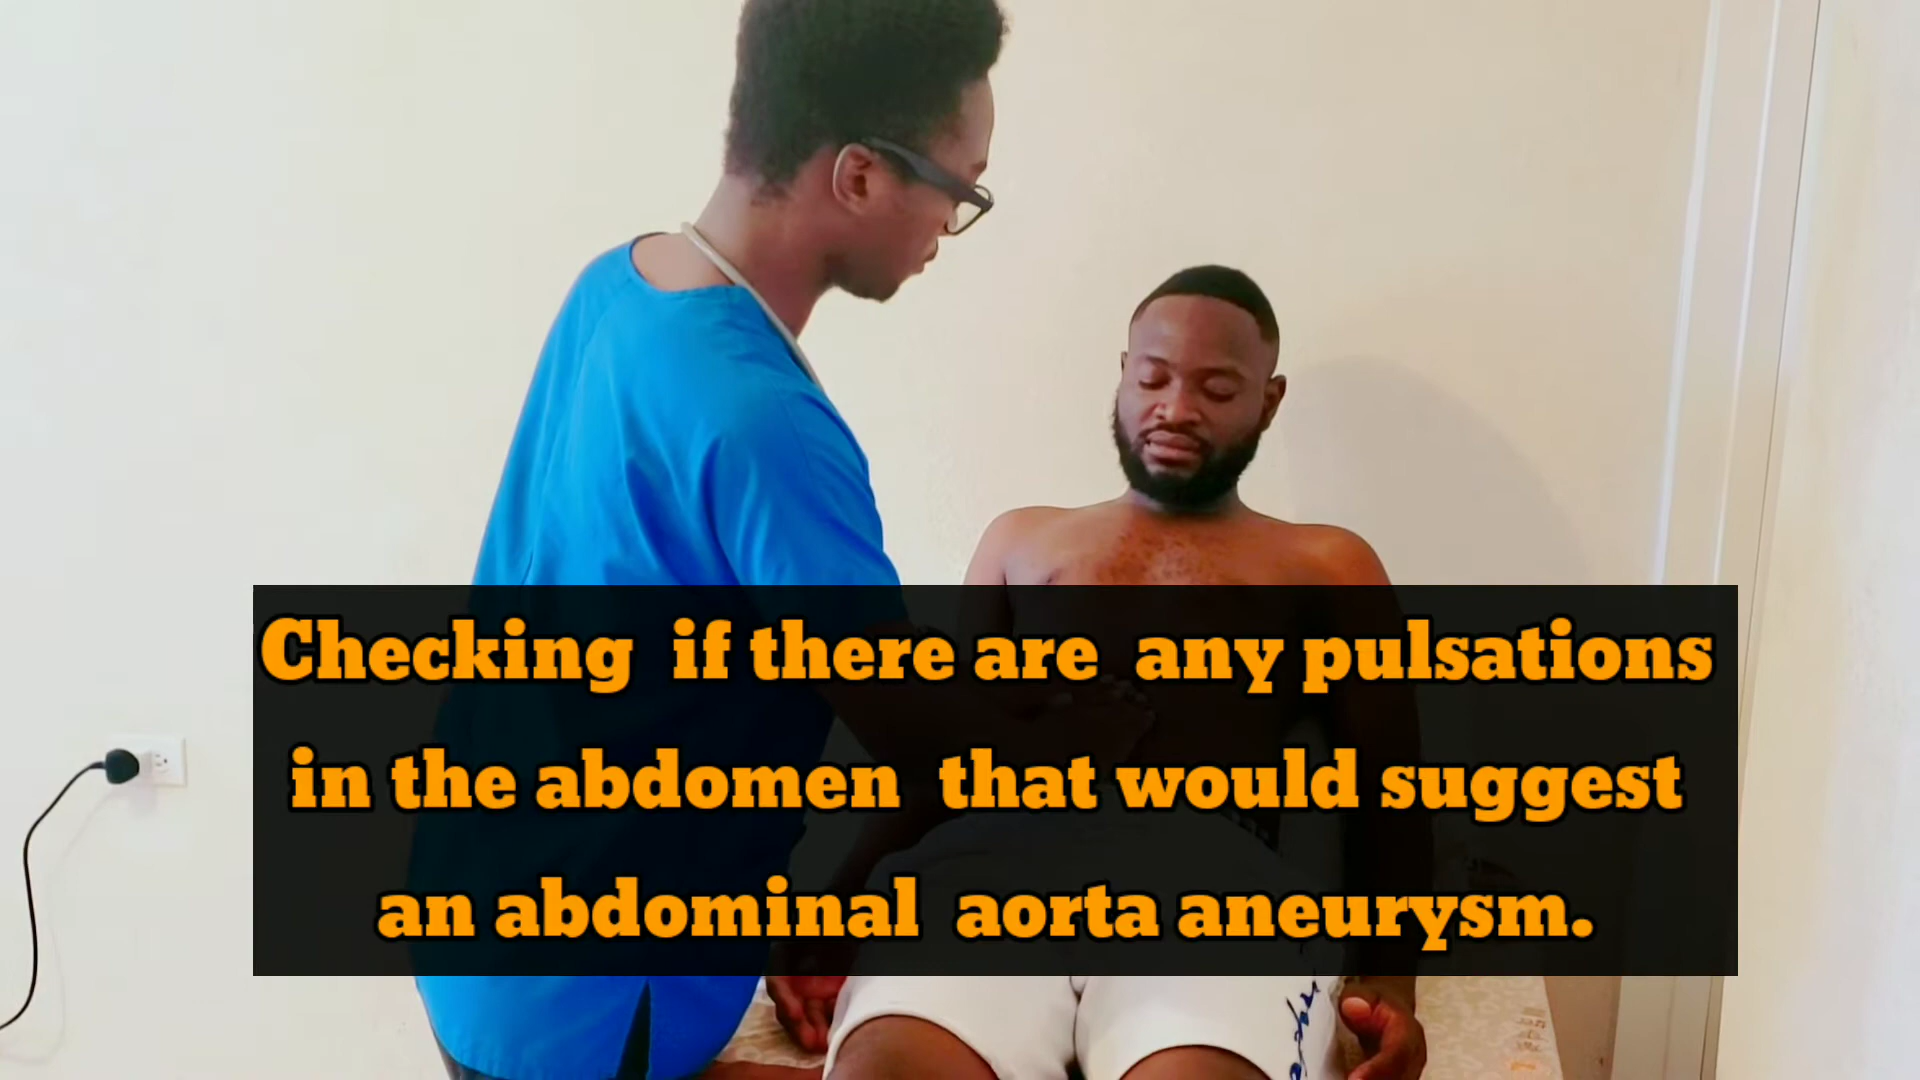 Checking if there are any pulsations
in the abdomen that would suggest
an abdominal aorta aneurysm.